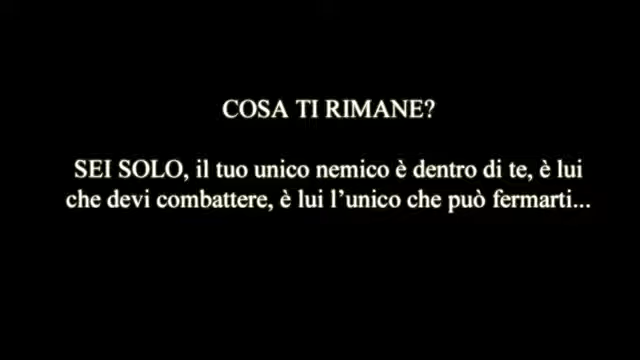 COSA TI RIMANE?
SEI SOLO, il tuo unico nemico è dentro di te, è lui
che devi combattere, è lui l’unico che può fermarti...